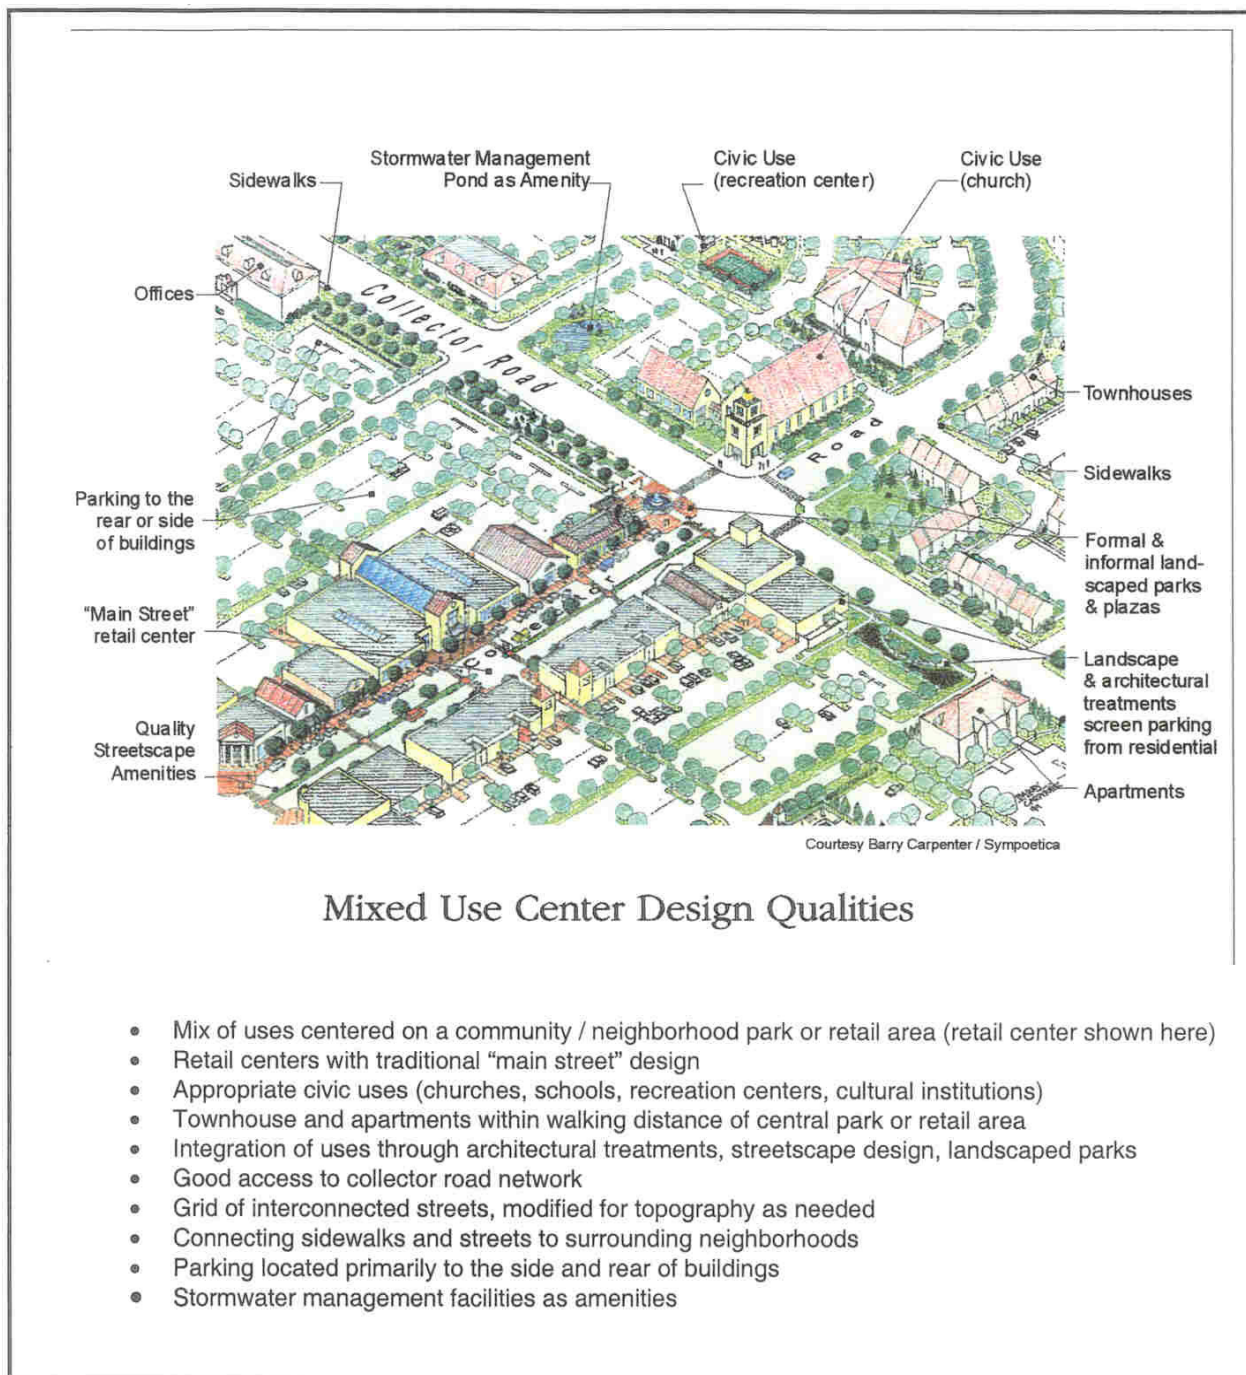 Stormwater Management
Pond as Amenity
Civic Use
(recreation center)
Civic Use
(church)
Sidewalks
Offices
Collector Road
Townhouses
Road
Sidewalks
Parking to the
rear or side
of buildings
Formal &
informal land-
scaped parks
& plazas
"Main Street"
retail center
Landscape
& architectural
treatments
screen parking
from residential
Quality
Streetscape
Amenities
Apartments
Courtesy Barry Carpenter / Sympoetica
Mixed Use Center Design Qualities
• Mix of uses centered on a community / neighborhood park or retail area (retail center shown here)
• Retail centers with traditional “main street” design
• Appropriate civic uses (churches, schools, recreation centers, cultural institutions)
• Townhouse and apartments within walking distance of central park or retail area
• Integration of uses through architectural treatments, streetscape design, landscaped parks
• Good access to collector road network
• Grid of interconnected streets, modified for topography as needed
• Connecting sidewalks and streets to surrounding neighborhoods
• Parking located primarily to the side and rear of buildings
• Stormwater management facilities as amenities